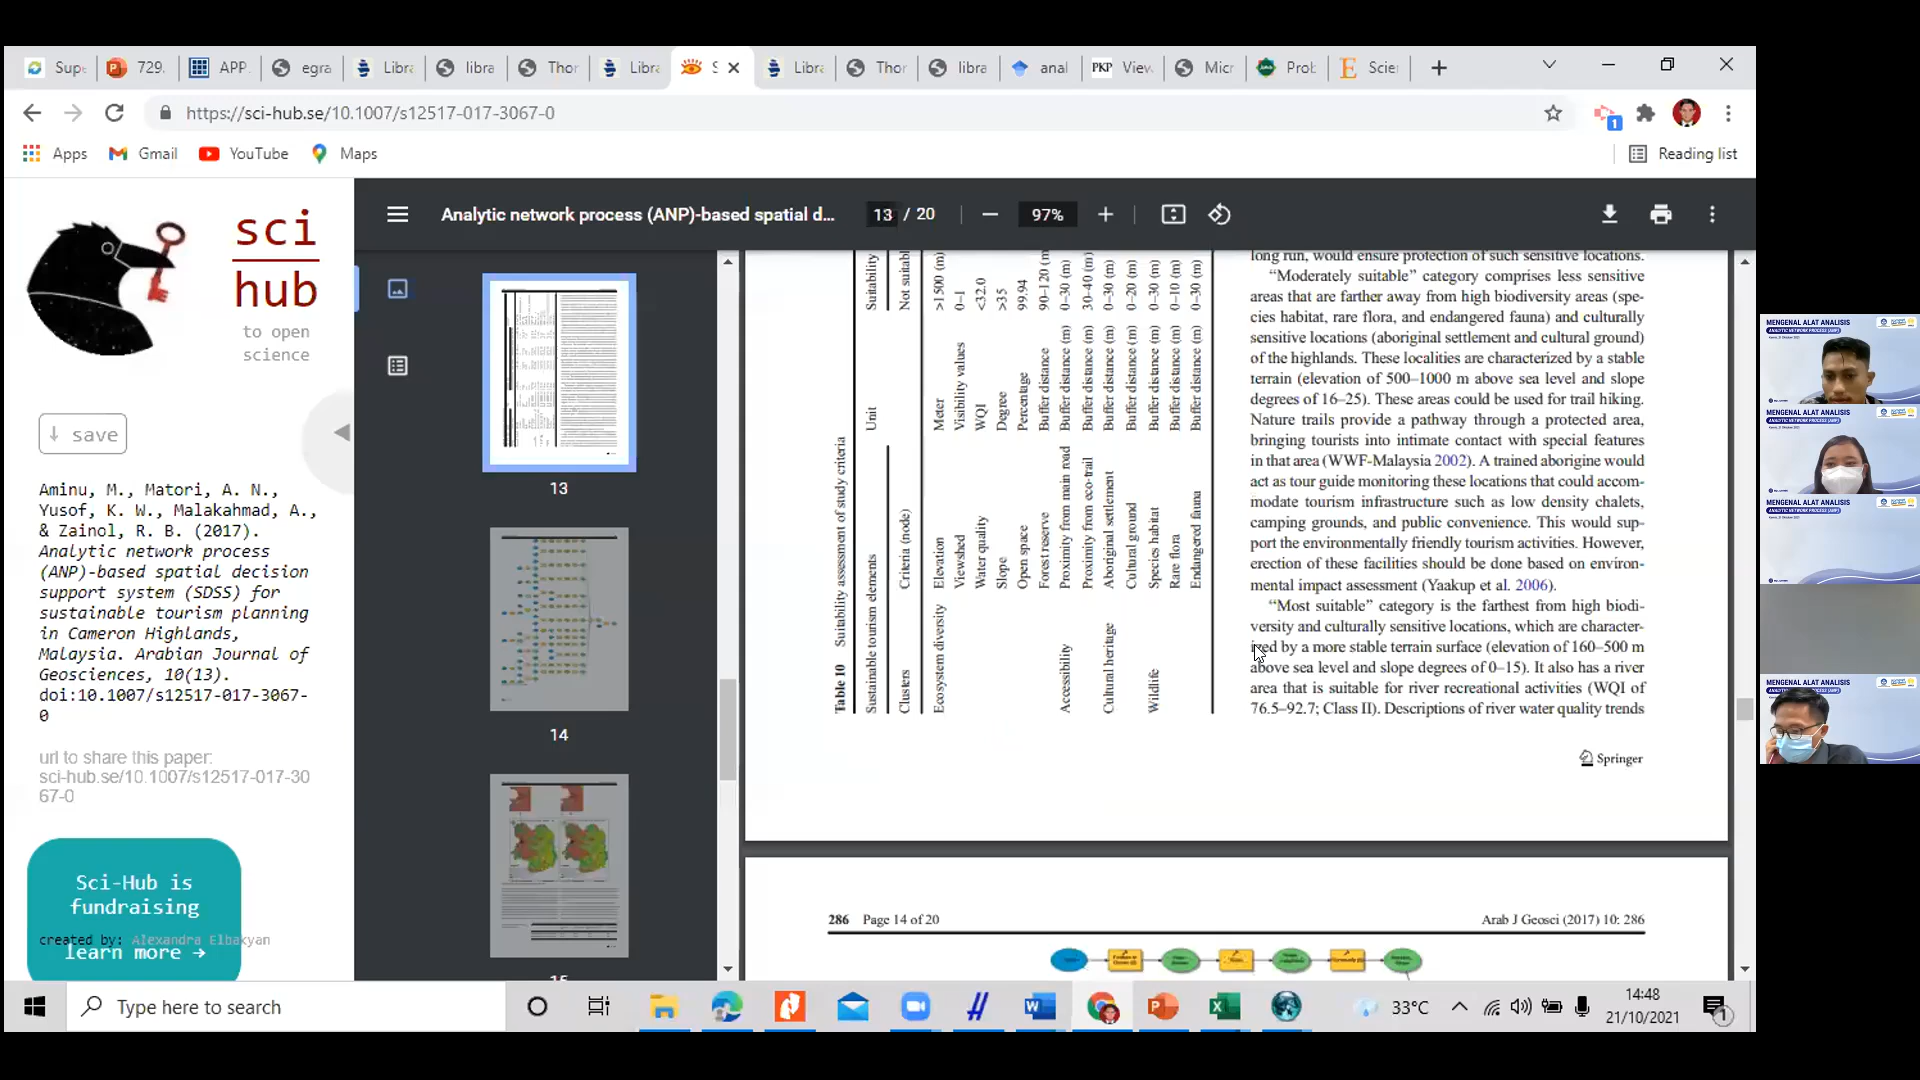 Sup
729.
APP
egra
Libra
libra
Thor
Libra
S
Libra
Thor
libra
anal
PKP View
Micr
Prob
E Scie
https://sci-hub.se/10.1007/s12517-017-3067-0
1
Apps
Gmail
YouTube
Maps
Reading list
sci
hub
to open
science
↓ save
Aminu, M., Matori, A. N.,
Yusof, K. W., Malakahmad, A.,
& Zainol, R. B. (2017).
Analytic network process
(ANP)-based spatial decision
support system (SDSS) for
sustainable tourism planning
in Cameron Highlands,
Malaysia. Arabian Journal of
Geosciences, 10(13).
doi:10.1007/s12517-017-3067-
0
url to share this paper:
sci-hub.se/10.1007/s12517-017-30
67-0
Sci-Hub is
fundraising
created by: Alexandra Elbakyan
learn more →
Analytic network process (ANP)-based spatial d...
13 / 20
97%
13
14
15
Table 10 Suitability assessment of study criteria
Sustainable tourism elements
Unit
Suitability
Clusters
Criteria (node)
Not suitabl
Ecosystem diversity Elevation Meter >1500 (m)
Viewshed Visibility values 0–1
Water quality WQI <32.0
Slope Degree >35
Open space Percentage 99.94
Forest reserve Buffer distance 90–120 (m
Accessibility Proximity from main road Buffer distance (m) 0–30 (m)
Proximity from eco-trail Buffer distance (m) 30–40 (m)
Cultural heritage Aboriginal settlement Buffer distance (m) 0–30 (m)
Cultural ground Buffer distance (m) 0–20 (m)
Wildlife Species habitat Buffer distance (m) 0–30 (m)
Rare flora Buffer distance (m) 0–10 (m)
Endangered fauna Buffer distance (m) 0–30 (m)
long run, would ensure protection of such sensitive locations.
“Moderately suitable” category comprises less sensitive
areas that are farther away from high biodiversity areas (spe-
cies habitat, rare flora, and endangered fauna) and culturally
sensitive locations (aboriginal settlement and cultural ground)
of the highlands. These localities are characterized by a stable
terrain (elevation of 500–1000 m above sea level and slope
degrees of 16–25). These areas could be used for trail hiking.
Nature trails provide a pathway through a protected area,
bringing tourists into intimate contact with special features
in that area (WWF-Malaysia 2002). A trained aborigine would
act as tour guide monitoring these locations that could accom-
modate tourism infrastructure such as low density chalets,
camping grounds, and public convenience. This would sup-
port the environmentally friendly tourism activities. However,
erection of these facilities should be done based on environ-
mental impact assessment (Yaakup et al. 2006).
“Most suitable” category is the farthest from high biodi-
versity and culturally sensitive locations, which are character-
ized by a more stable terrain surface (elevation of 160–500 m
above sea level and slope degrees of 0–15). It also has a river
area that is suitable for river recreational activities (WQI of
76.5–92.7; Class II). Descriptions of river water quality trends
Springer
286 Page 14 of 20
Arab J Geosci (2017) 10: 286
MENGENAL ALAT ANALISIS
MENGENAL ALAT ANALISIS
MENGENAL ALAT ANALISIS
MENGENAL ALAT ANALISIS
Type here to search
33°C
14:48
21/10/2021
1